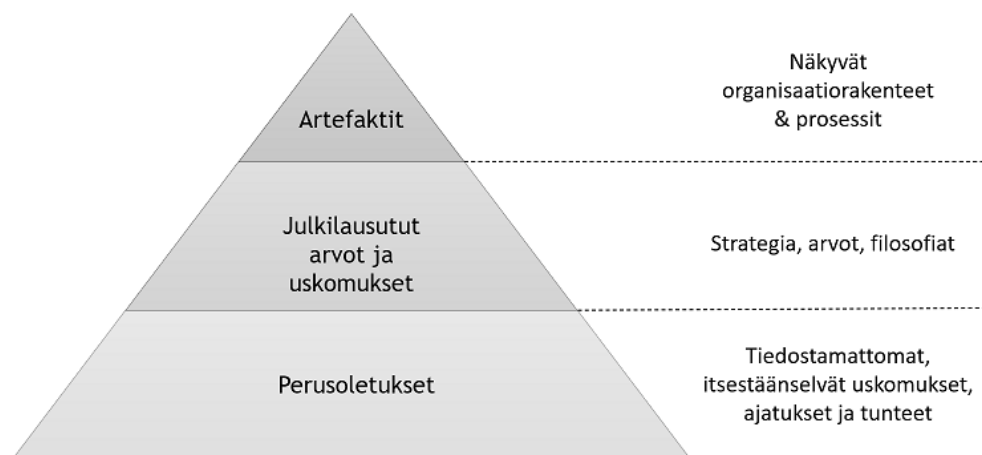 Artefaktit
Näkyvät
organisaatiorakenteet
& prosessit
Julkilausutut
arvot ja
uskomukset
Strategia, arvot, filosofiat
Perusoletukset
Tiedostamattomat,
itsestäänselvät uskomukset,
ajatukset ja tunteet